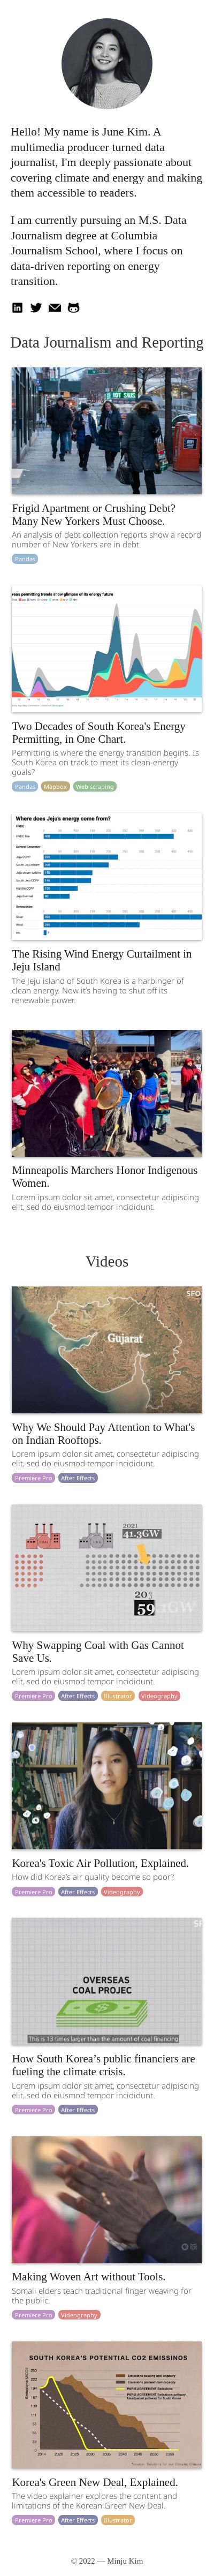 Hello! My name is June Kim. A
multimedia producer turned data
journalist, I'm deeply passionate about
covering climate and energy and making
them accessible to readers.
I am currently pursuing an M.S. Data
Journalism degree at Columbia
Journalism School, where I focus on
data-driven reporting on energy
transition.
Data Journalism and Reporting
HOT SALES
Frigid Apartment or Crushing Debt?
Many New Yorkers Must Choose.
An analysis of debt collection reports show a record
number of New Yorkers are in debt.
Pandas
permitting trends show glimpses of its energy future
Two Decades of South Korea's Energy
Permitting, in One Chart.
Permitting is where the energy transition begins. Is
South Korea on track to meet its clean-energy
goals?
Pandas Mapbox Web scraping
Where does Jeju's energy come from?
The Rising Wind Energy Curtailment in
Jeju Island
The Jeju island of South Korea is a harbinger of
clean energy. Now it's having to shut off its
renewable power.
Minneapolis Marchers Honor Indigenous
Women.
Lorem ipsum dolor sit amet, consectetur adipiscing
elit, sed do eiusmod tempor incididunt.
Videos
SFO
Gujarat
Why We Should Pay Attention to What's
on Indian Rooftops.
Lorem ipsum dolor sit amet, consectetur adipiscing
elit, sed do eiusmod tempor incididunt.
Premiere Pro After Effects
2021
41.3GW
59
Why Swapping Coal with Gas Cannot
Save Us.
Lorem ipsum dolor sit amet, consectetur adipiscing
elit, sed do eiusmod tempor incididunt.
Premiere Pro After Effects Illustrator Videography
Korea's Toxic Air Pollution, Explained.
How did Korea's air quality become so poor?
Premiere Pro After Effects Videography
OVERSEAS
COAL PROJEC
This is 13 times larger than the amount of coal financing
How South Korea’s public financiers are
fueling the climate crisis.
Lorem ipsum dolor sit amet, consectetur adipiscing
elit, sed do eiusmod tempor incididunt.
Premiere Pro After Effects
Making Woven Art without Tools.
Somali elders teach traditional finger weaving for
the public.
Premiere Pro Videography
SOUTH KOREA'S POTENTIAL CO2 EMISSINOS
Korea's Green New Deal, Explained.
The video explainer explores the content and
limitations of the Korean Green New Deal.
Premiere Pro After Effects Illustrator
© 2022 — Minju Kim